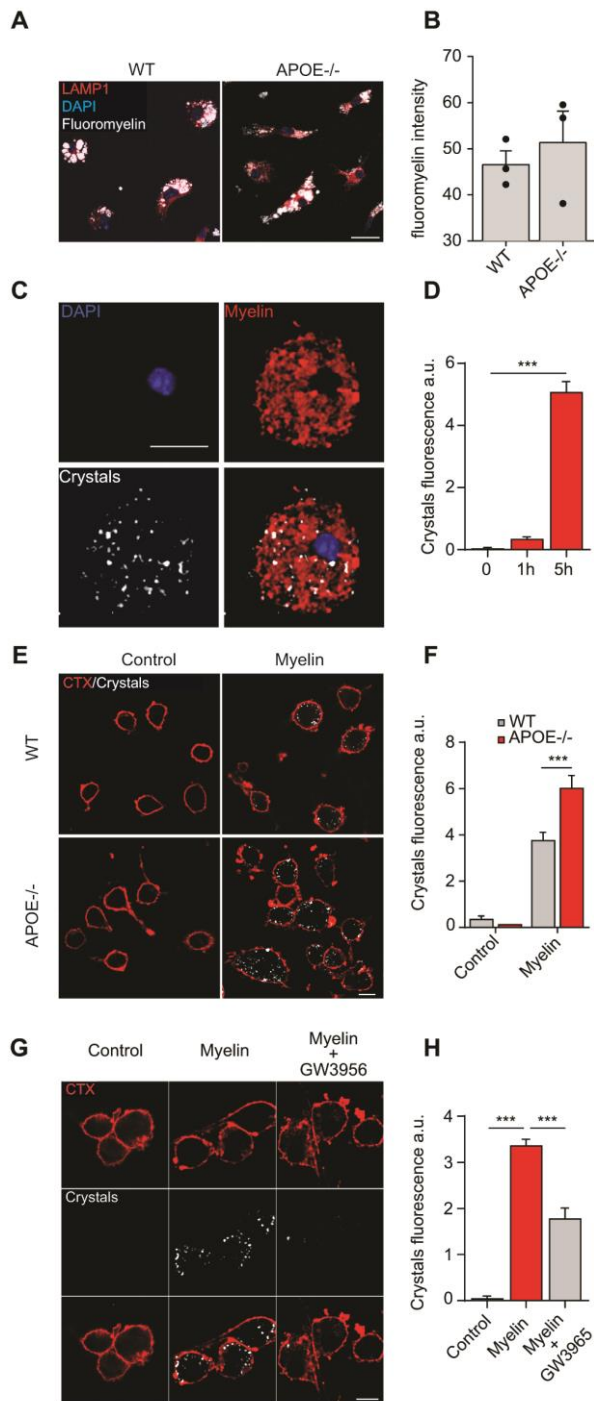 A
WT
APOE-/-
LAMP1
DAPI
Fluoromyelin
B
fluoromyelin intensity
70
60
50
40
30
WT
APOE-/-
C
DAPI
Myelin
Crystals
D
Crystals fluorescence a.u.
6
4
2
0
***
0
1h
5h
E
Control
Myelin
CTX/Crystals
WT
APOE-/-
F
WT
APOE-/-
Crystals fluorescence a.u.
8
6
4
2
0
***
Control
Myelin
G
Control
Myelin
Myelin
+
GW3956
CTX
Crystals
H
Crystals fluorescence a.u.
4
3
2
1
0
***
***
Control
Myelin
Myelin
+
GW3965